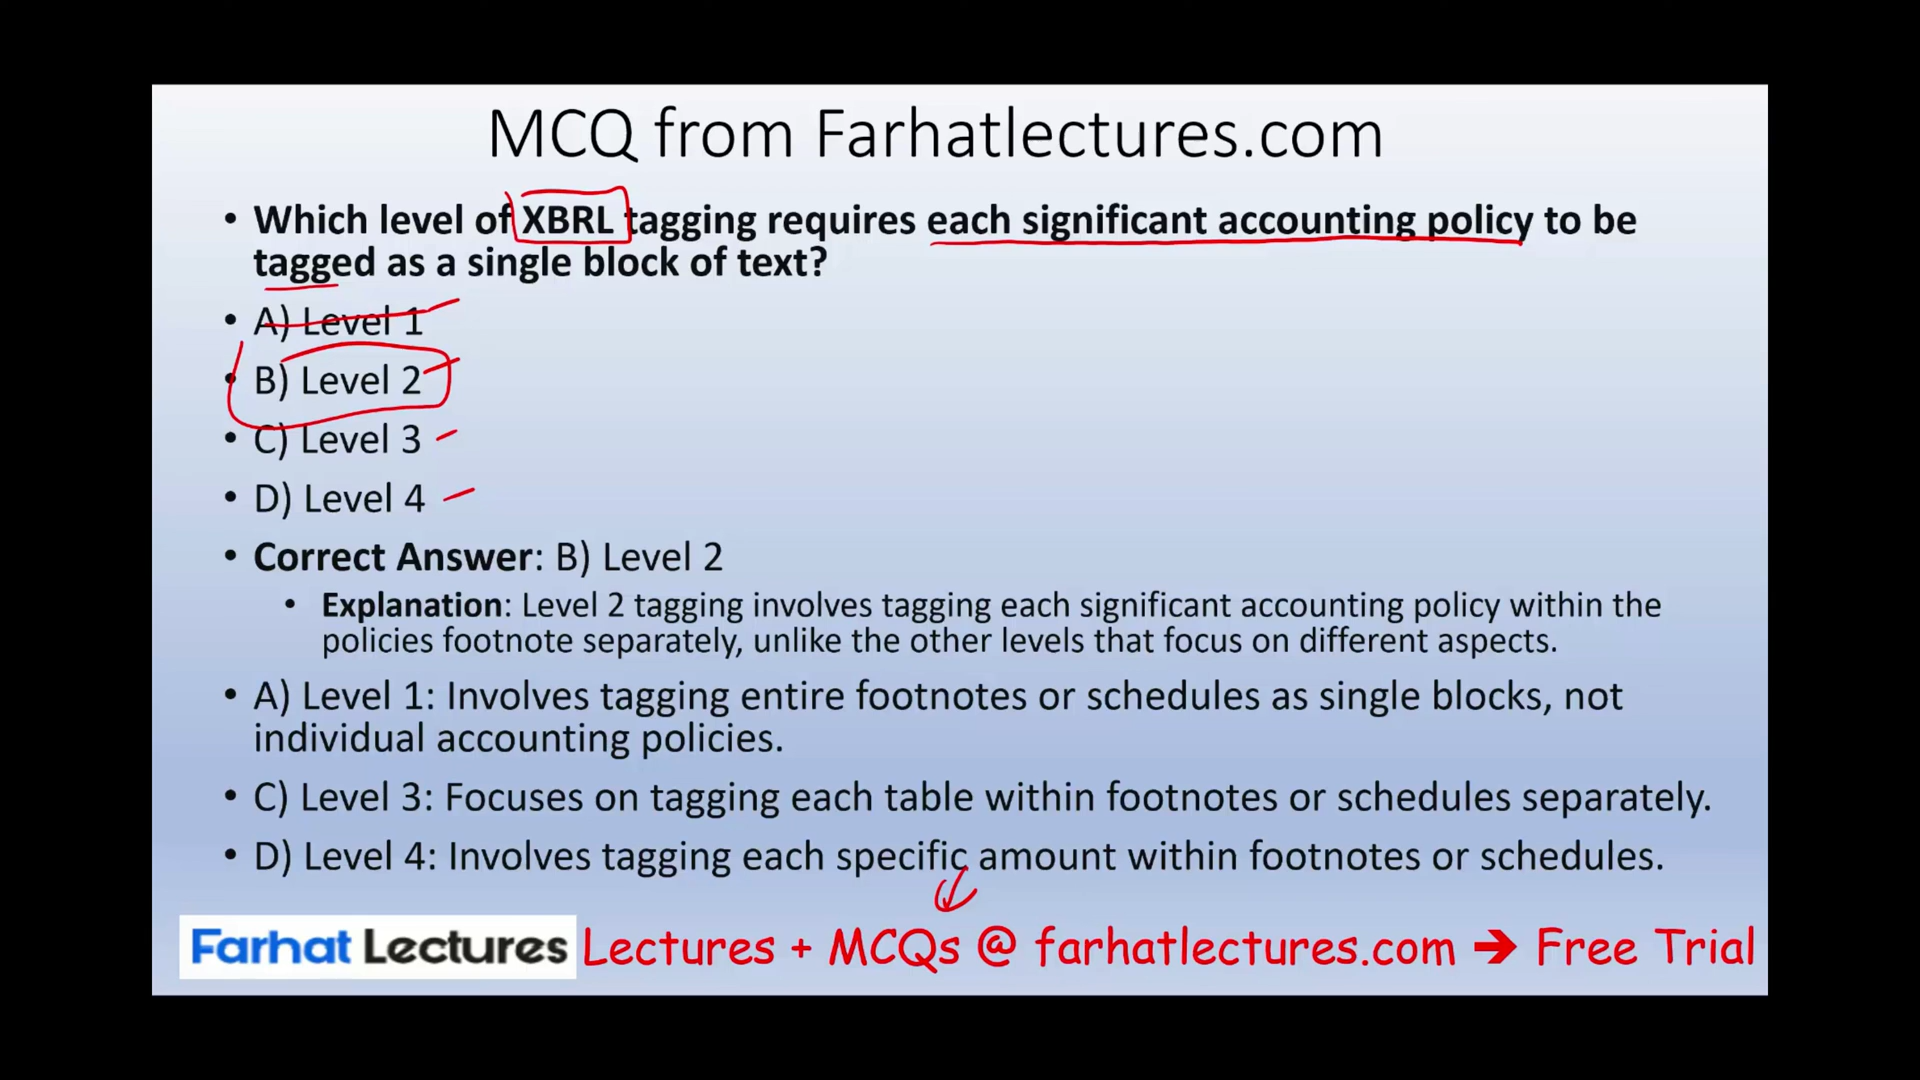 MCQ from Farhatlectures.com
• Which level of XBRL tagging requires each significant accounting policy to be
tagged as a single block of text?
• A) Level 1
• B) Level 2
• C) Level 3
• D) Level 4
• Correct Answer: B) Level 2
• Explanation: Level 2 tagging involves tagging each significant accounting policy within the
policies footnote separately, unlike the other levels that focus on different aspects.
• A) Level 1: Involves tagging entire footnotes or schedules as single blocks, not
individual accounting policies.
• C) Level 3: Focuses on tagging each table within footnotes or schedules separately.
• D) Level 4: Involves tagging each specific amount within footnotes or schedules.
Farhat Lectures Lectures + MCQs @ farhatlectures.com ➔ Free Trial